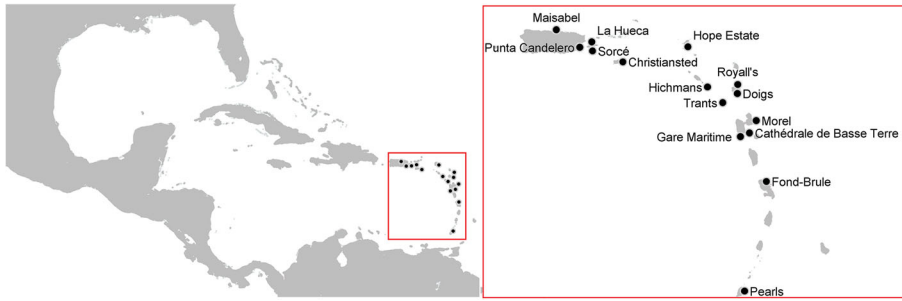 Maisabel
La Hueca
Punta Candelero
Sorcé
Hope Estate
Christiansted
Royall's
Hichmans
Doigs
Trants
Morel
Gare Maritime
Cathédrale de Basse Terre
Fond-Brule
Pearls